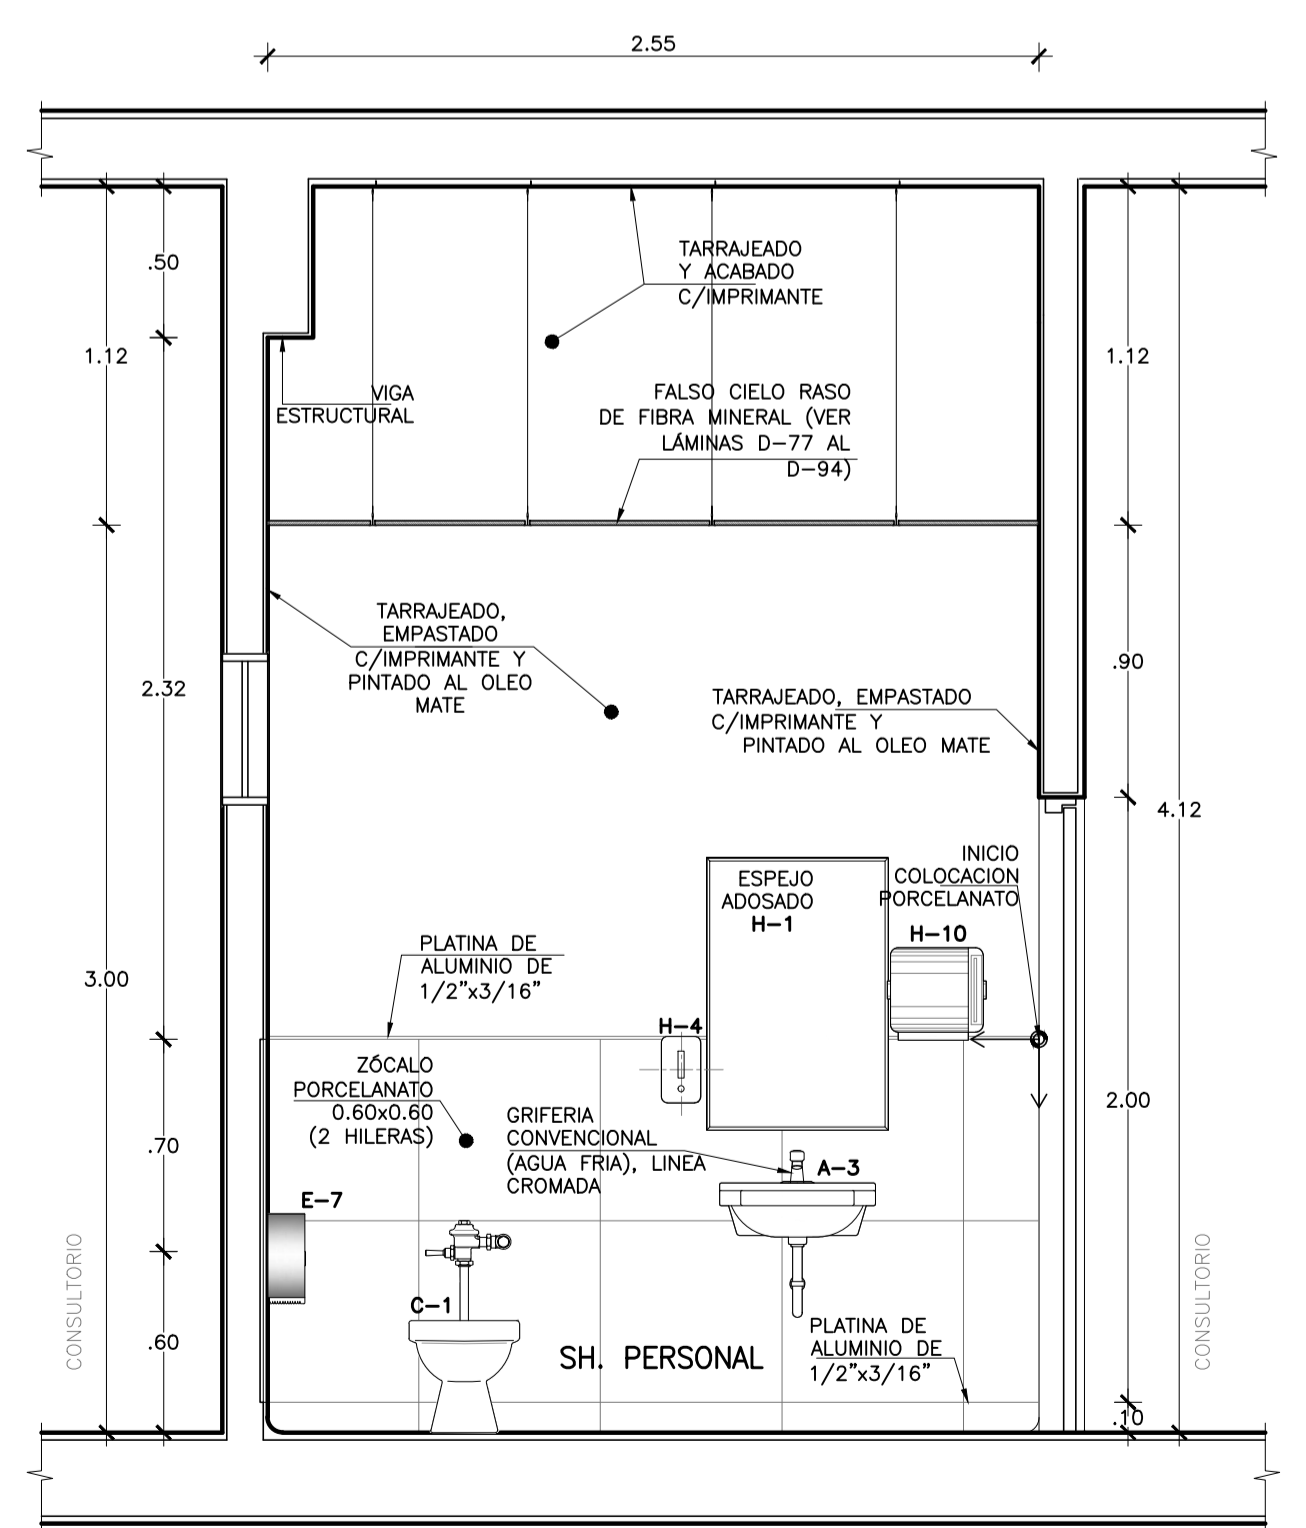 2.55
.50
1.12
2.32
3.00
.70
.60
TARRAJEADO
Y ACABADO
C/IMPRIMANTE
VIGA
ESTRUCTURAL
FALSO CIELO RASO
DE FIBRA MINERAL (VER
LÁMINAS D-77 AL
D-94)
1.12
.90
4.12
2.00
.10
TARRAJEADO,
EMPASTADO
C/IMPRIMANTE Y
PINTADO AL OLEO
MATE
TARRAJEADO, EMPASTADO
C/IMPRIMANTE Y
PINTADO AL OLEO MATE
ESPEJO
ADOSADO
H-1
INICIO
COLOCACION
PORCELANATO
H-10
PLATINA DE
ALUMINIO DE
1/2"x3/16"
H-4
ZÓCALO
PORCELANATO
0.60x0.60
(2 HILERAS)
GRIFERIA
CONVENCIONAL
(AGUA FRIA), LINEA
CROMADA
A-3
E-7
C-1
SH. PERSONAL
PLATINA DE
ALUMINIO DE
1/2"x3/16"
CONSULTORIO
CONSULTORIO